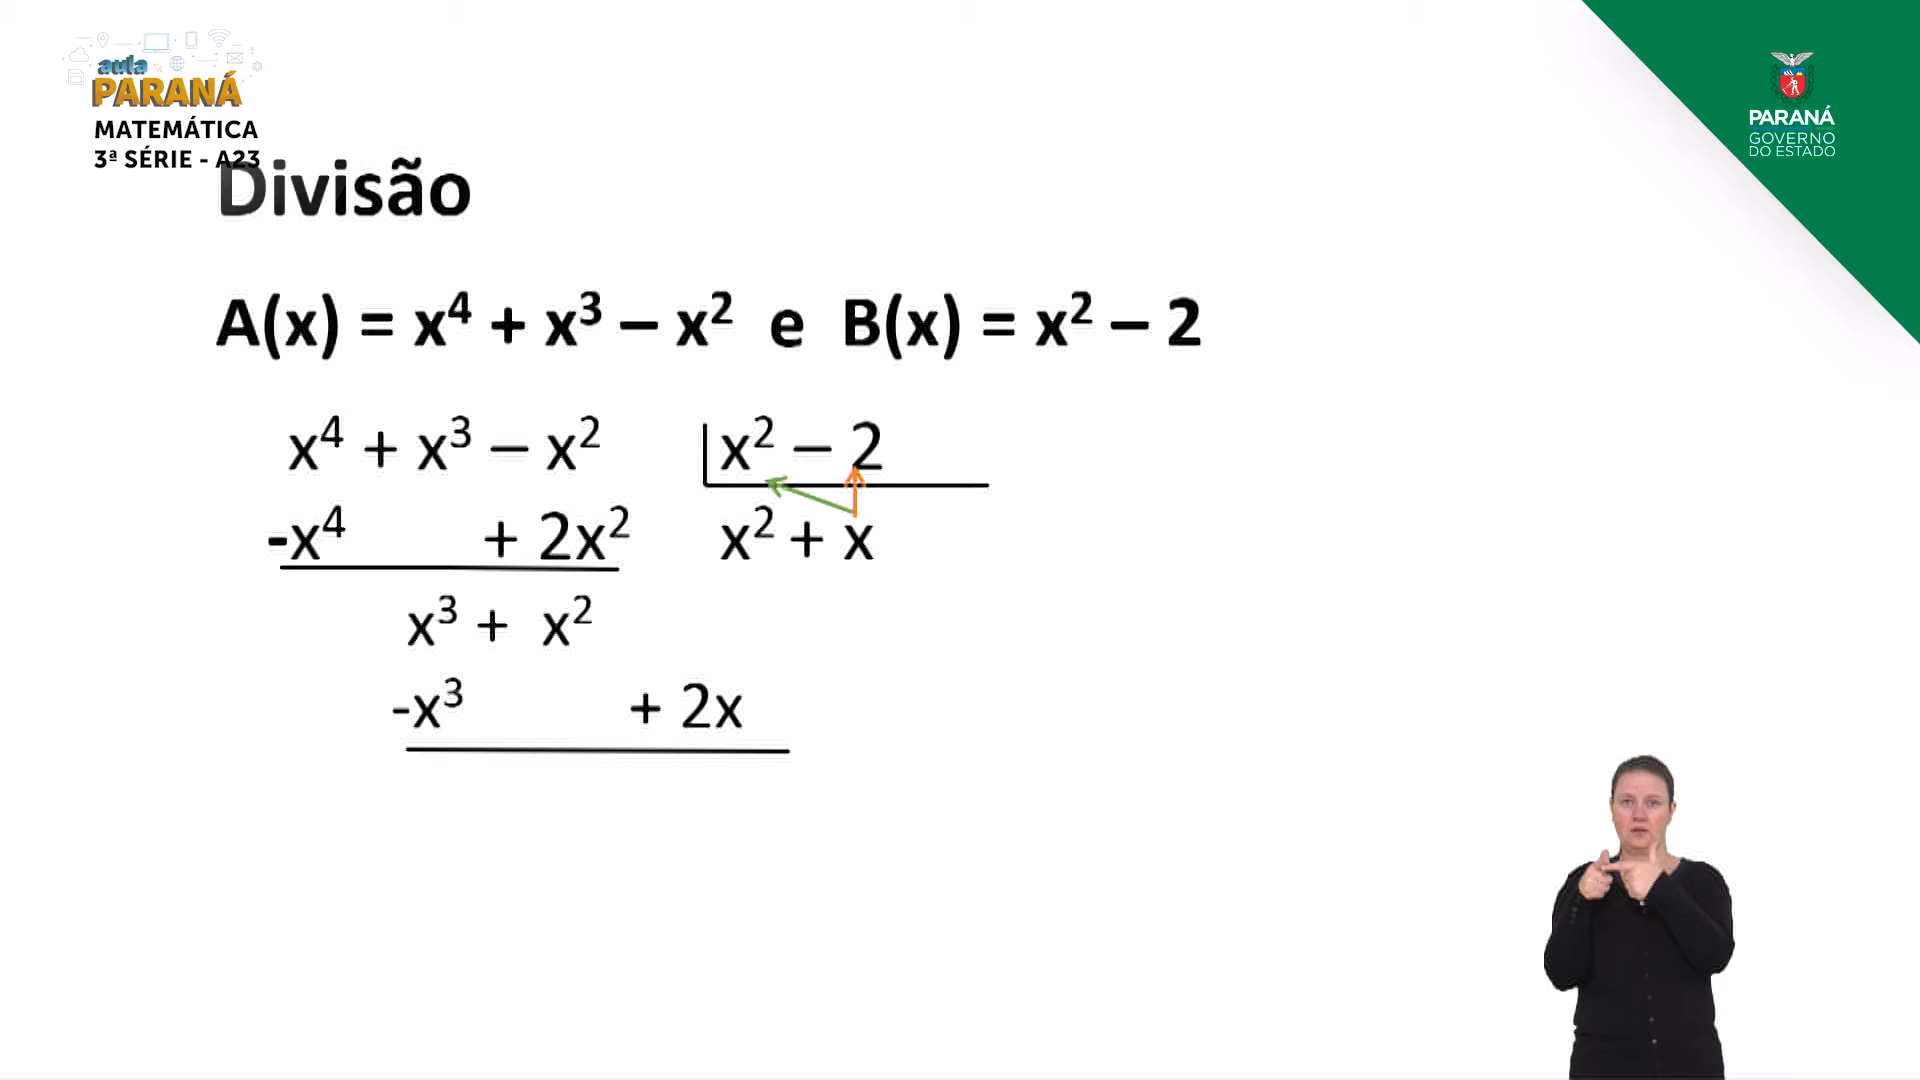 aula
PARANÁ
MATEMÁTICA
3ª SÉRIE - A23
PARANÁ
GOVERNO
DO ESTADO
Divisão
A(x) = x⁴ + x³ – x² e B(x) = x² – 2
x⁴ + x³ – x² x² – 2
-x⁴ + 2x² x² + x
x³ + x²
-x³ + 2x